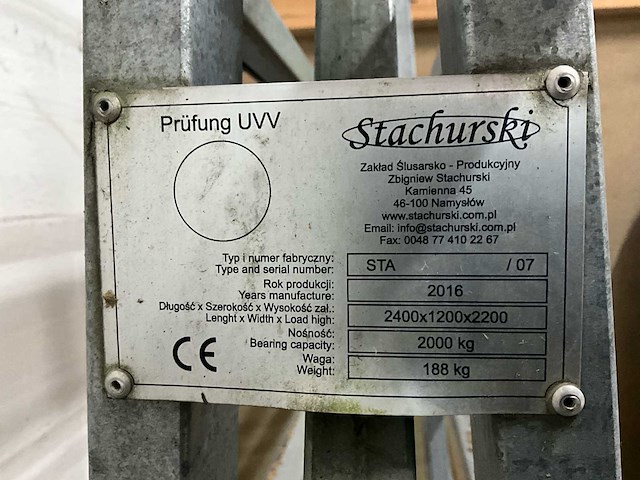 Prüfung UVV
Stachurski
Zakład Ślusarsko - Produkcyjny
Zbigniew Stachurski
Kamienna 45
46-100 Namysłów
www.stachurski.com.pl
Email: info@stachurski.com.pl
Fax: 0048 77 410 22 67
Typ i numer fabryczny:
Type and serial number:
STA / 07
Rok produkcji:
Years manufacture:
2016
Długość x Szerokość x Wysokość zał.:
Lenght x Width x Load high:
2400x1200x2200
Nośność:
Bearing capacity:
2000 kg
Waga:
Weight:
188 kg
CE